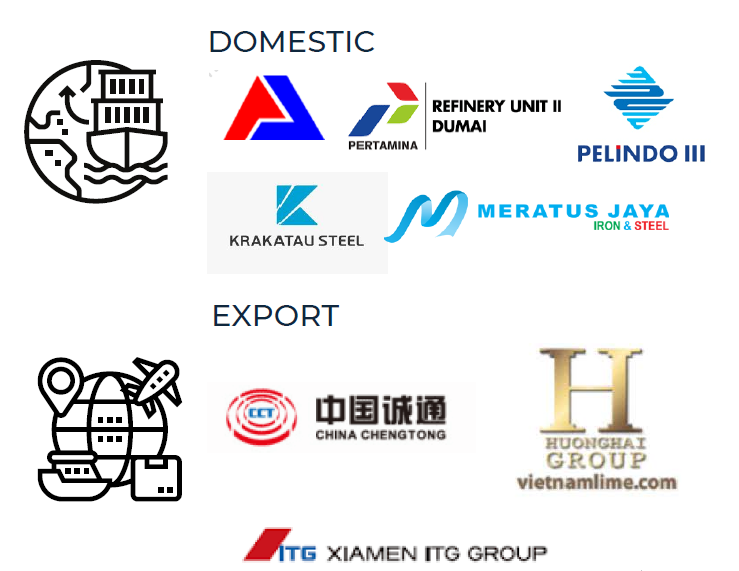 DOMESTIC
PERTAMINA
REFINERY UNIT II
DUMAI
PELINDO III
KRAKATAU STEEL
MERATUS JAYA
IRON & STEEL
EXPORT
CCT
中国诚通
CHINA CHENGTONG
H
HUONGHAI
GROUP
vietnamlime.com
ITG XIAMEN ITG GROUP